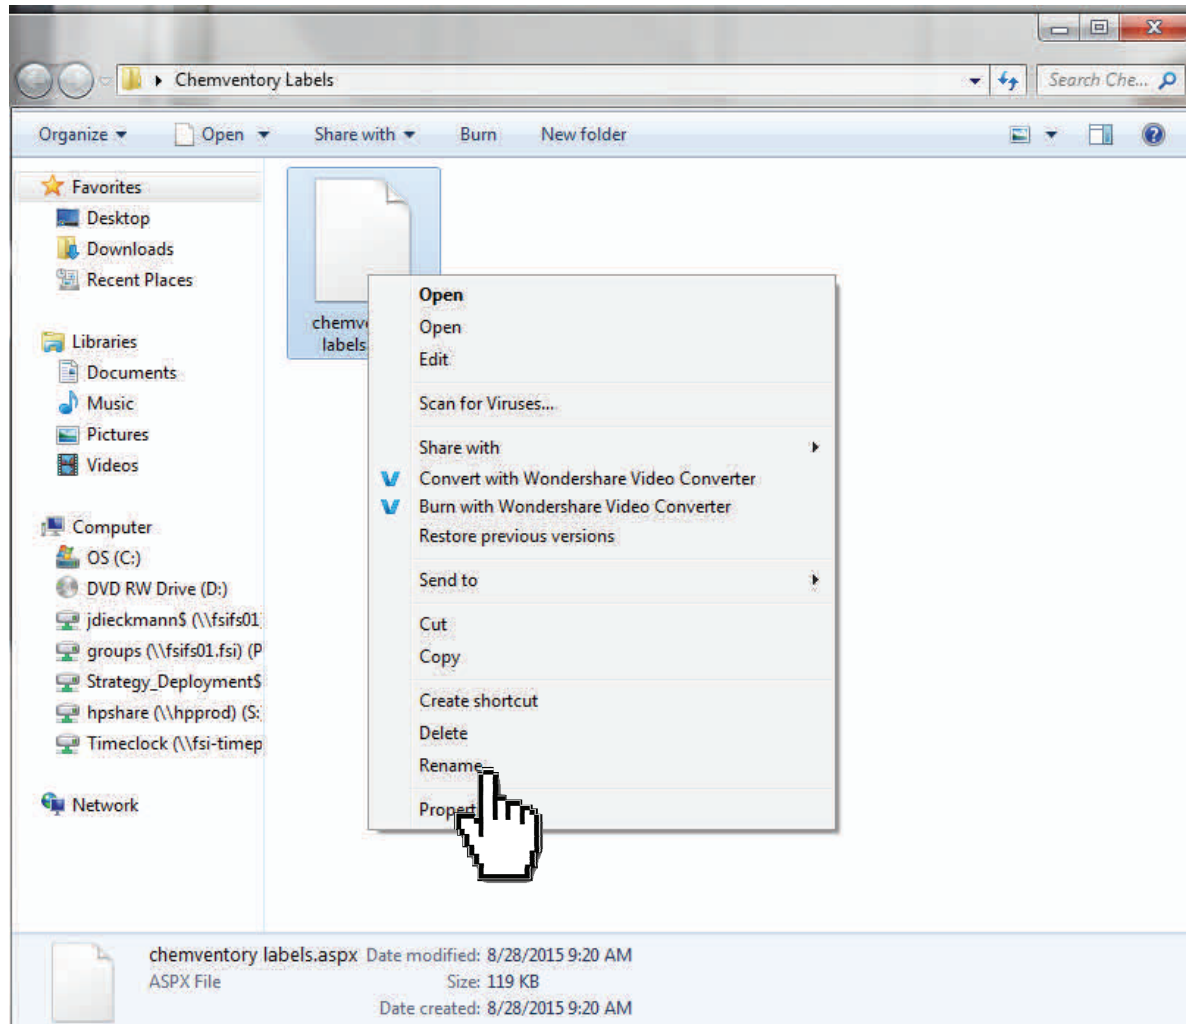 Chemventory Labels
Search Che...
Organize
Open
Share with
Burn
New folder
Favorites
Desktop
Downloads
Recent Places
Libraries
Documents
Music
Pictures
Videos
Computer
OS (C:)
DVD RW Drive (D:)
jdieckmann$ (\\fsifs01
groups (\\fsifs01.fsi) (P
Strategy_Deployment$
hpshare (\\hpprod) (S:
Timeclock (\\fsi-timep
Network
chemv
labels
Open
Open
Edit
Scan for Viruses...
Share with
Convert with Wondershare Video Converter
Burn with Wondershare Video Converter
Restore previous versions
Send to
Cut
Copy
Create shortcut
Delete
Rename
Propert
chemventory labels.aspx Date modified: 8/28/2015 9:20 AM
ASPX File Size: 119 KB
Date created: 8/28/2015 9:20 AM